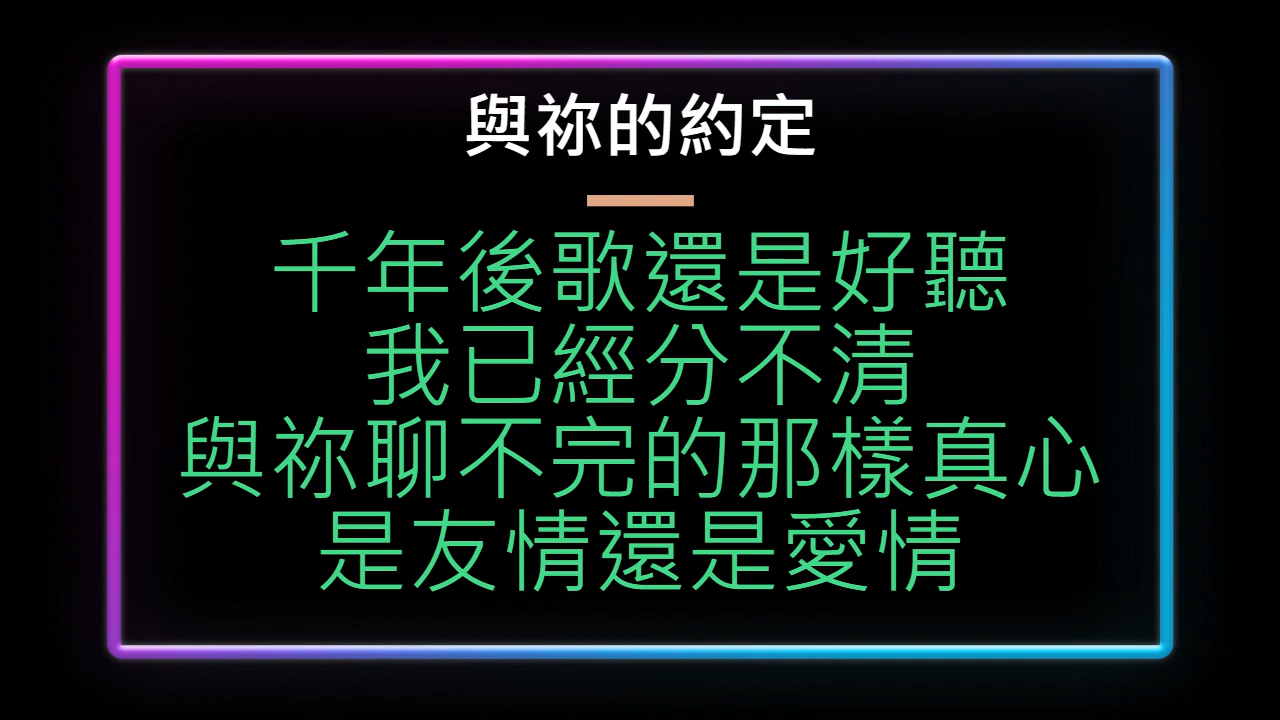 與祢的約定
千年後歌還是好聽
我已經分不清
與祢聊不完的那樣真心
是友情還是愛情